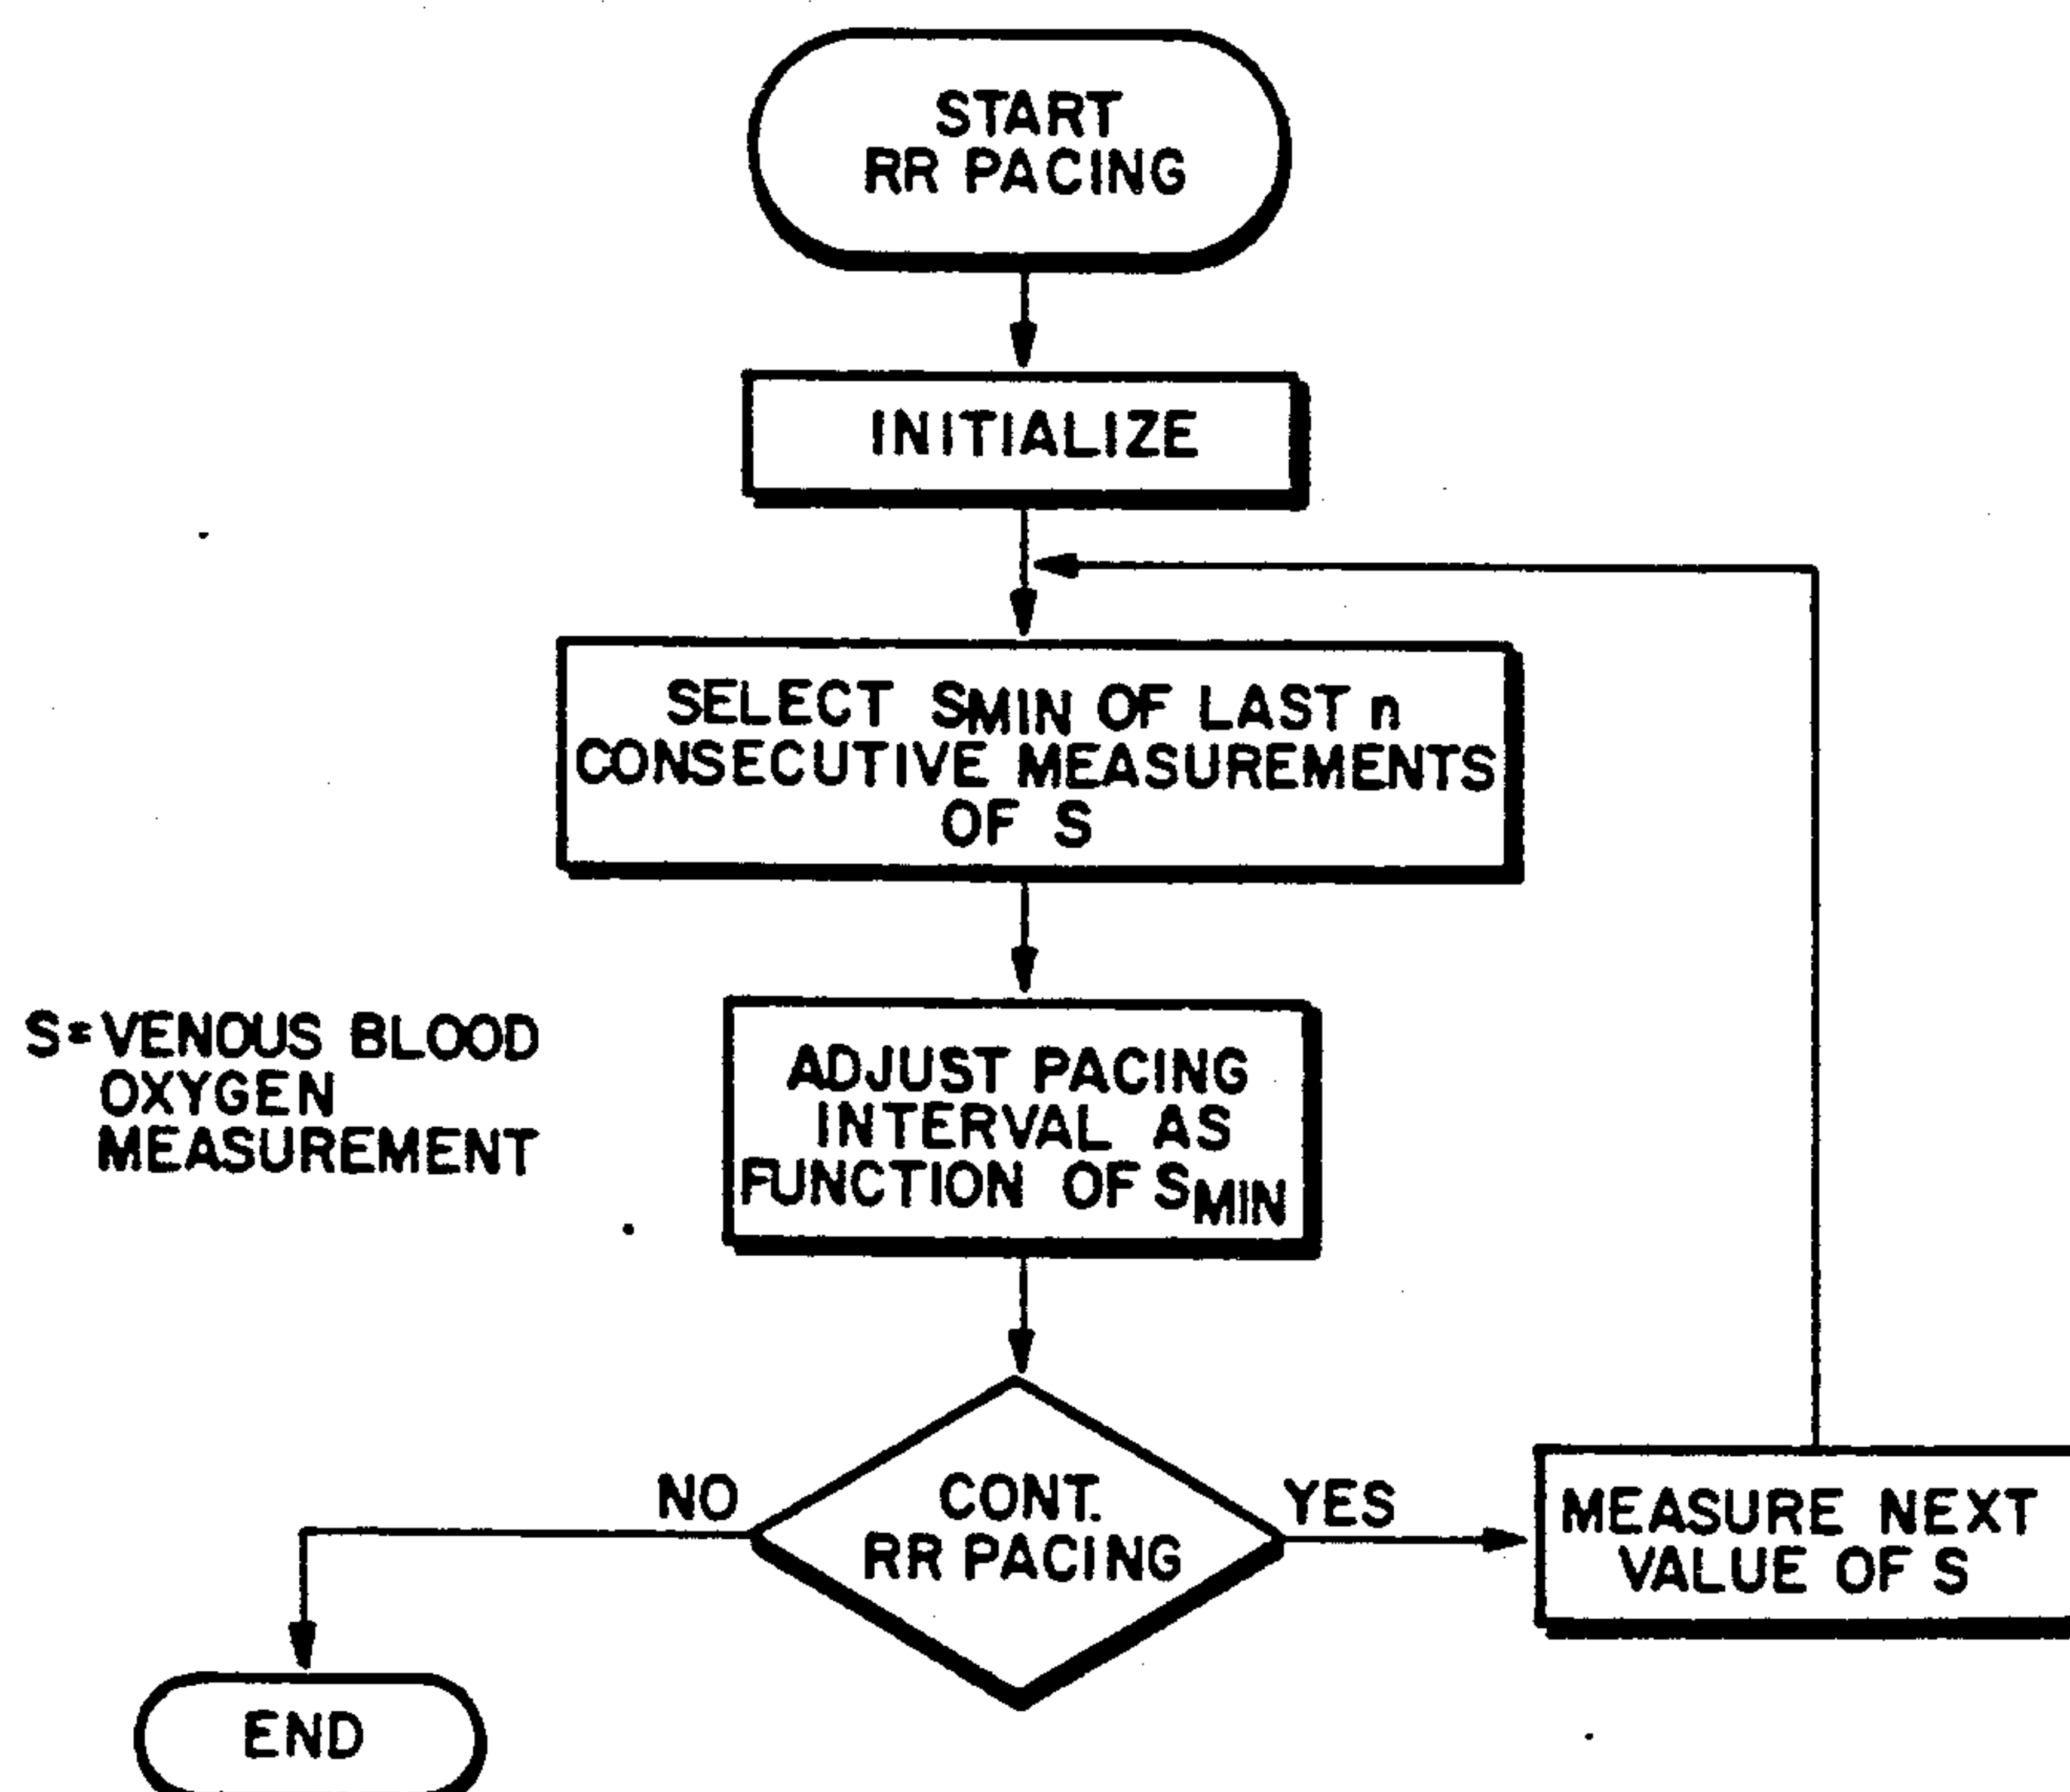 START
RR PACING
INITIALIZE
SELECT SMIN OF LAST n
CONSECUTIVE MEASUREMENTS
OF S
S=VENOUS BLOOD
OXYGEN
MEASUREMENT
ADJUST PACING
INTERVAL AS
FUNCTION OF SMIN
NO
CONT.
RR PACING
YES
MEASURE NEXT
VALUE OF S
END